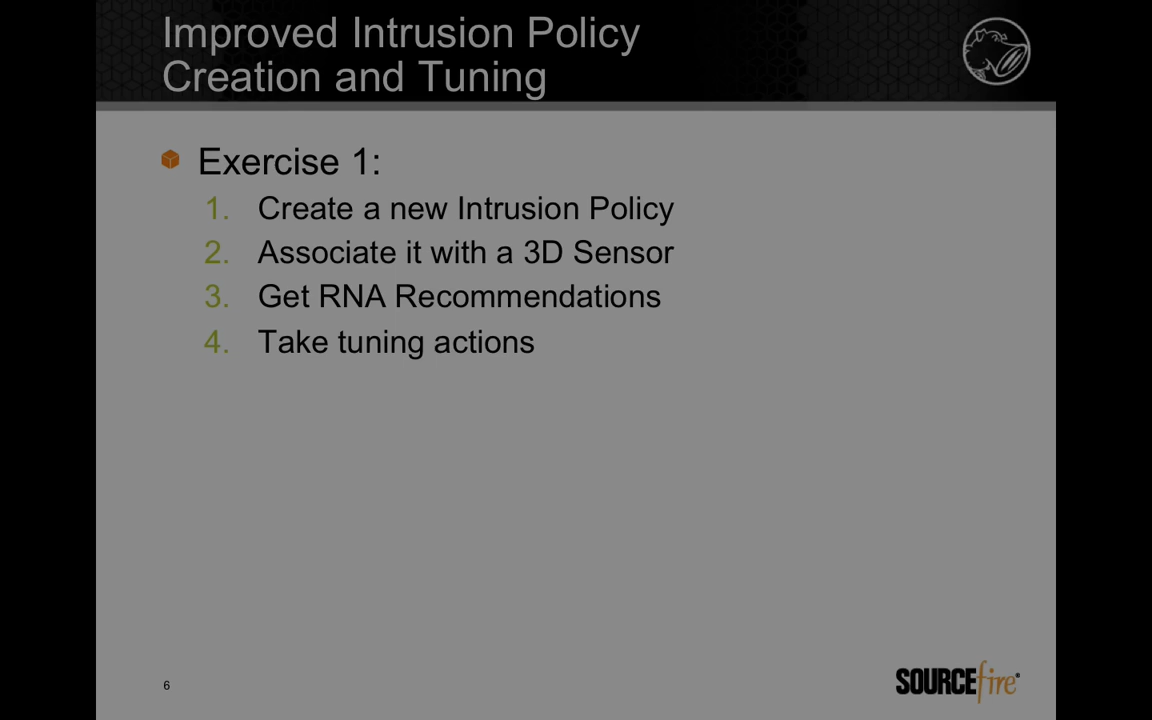 Improved Intrusion Policy
Creation and Tuning
Exercise 1:
1. Create a new Intrusion Policy
2. Associate it with a 3D Sensor
3. Get RNA Recommendations
4. Take tuning actions
6
SOURCEfire®